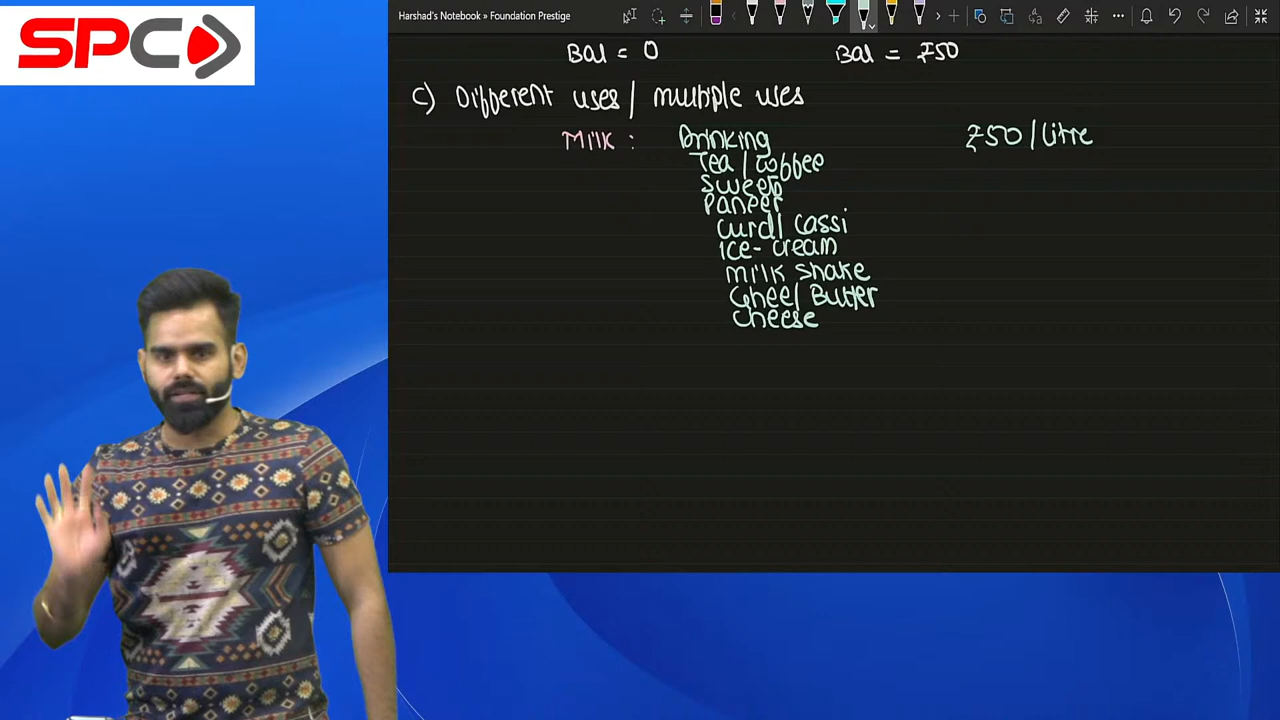 SPC
Harshad's Notebook » Foundation Prestige
Bal = 0 Bal = ₹50
c) Different uses / multiple uses
Milk : Drinking ₹50 / litre
Tea / coffee
Sweets
Paneer
Curd / Lassi
Ice-cream
Milk shake
Ghee / Butter
Cheese